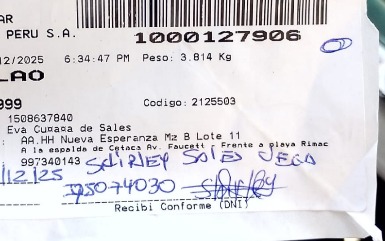 AR
PERU S.A.
1000127906
12/2025 6:34:47 PM Peso: 3.814 Kg
LAO
999 Codigo: 2125503
1508637840
Eva Cunana de Sales
AA.HH Nueva Esperanza Mz B Lote 11
A la espalda de Cetaca Av. Faucett - Frente a playa Rimac
997340143 SHIRLEY SALES VEGA
/12/25 75074030
Recibi Conforme (DNI)